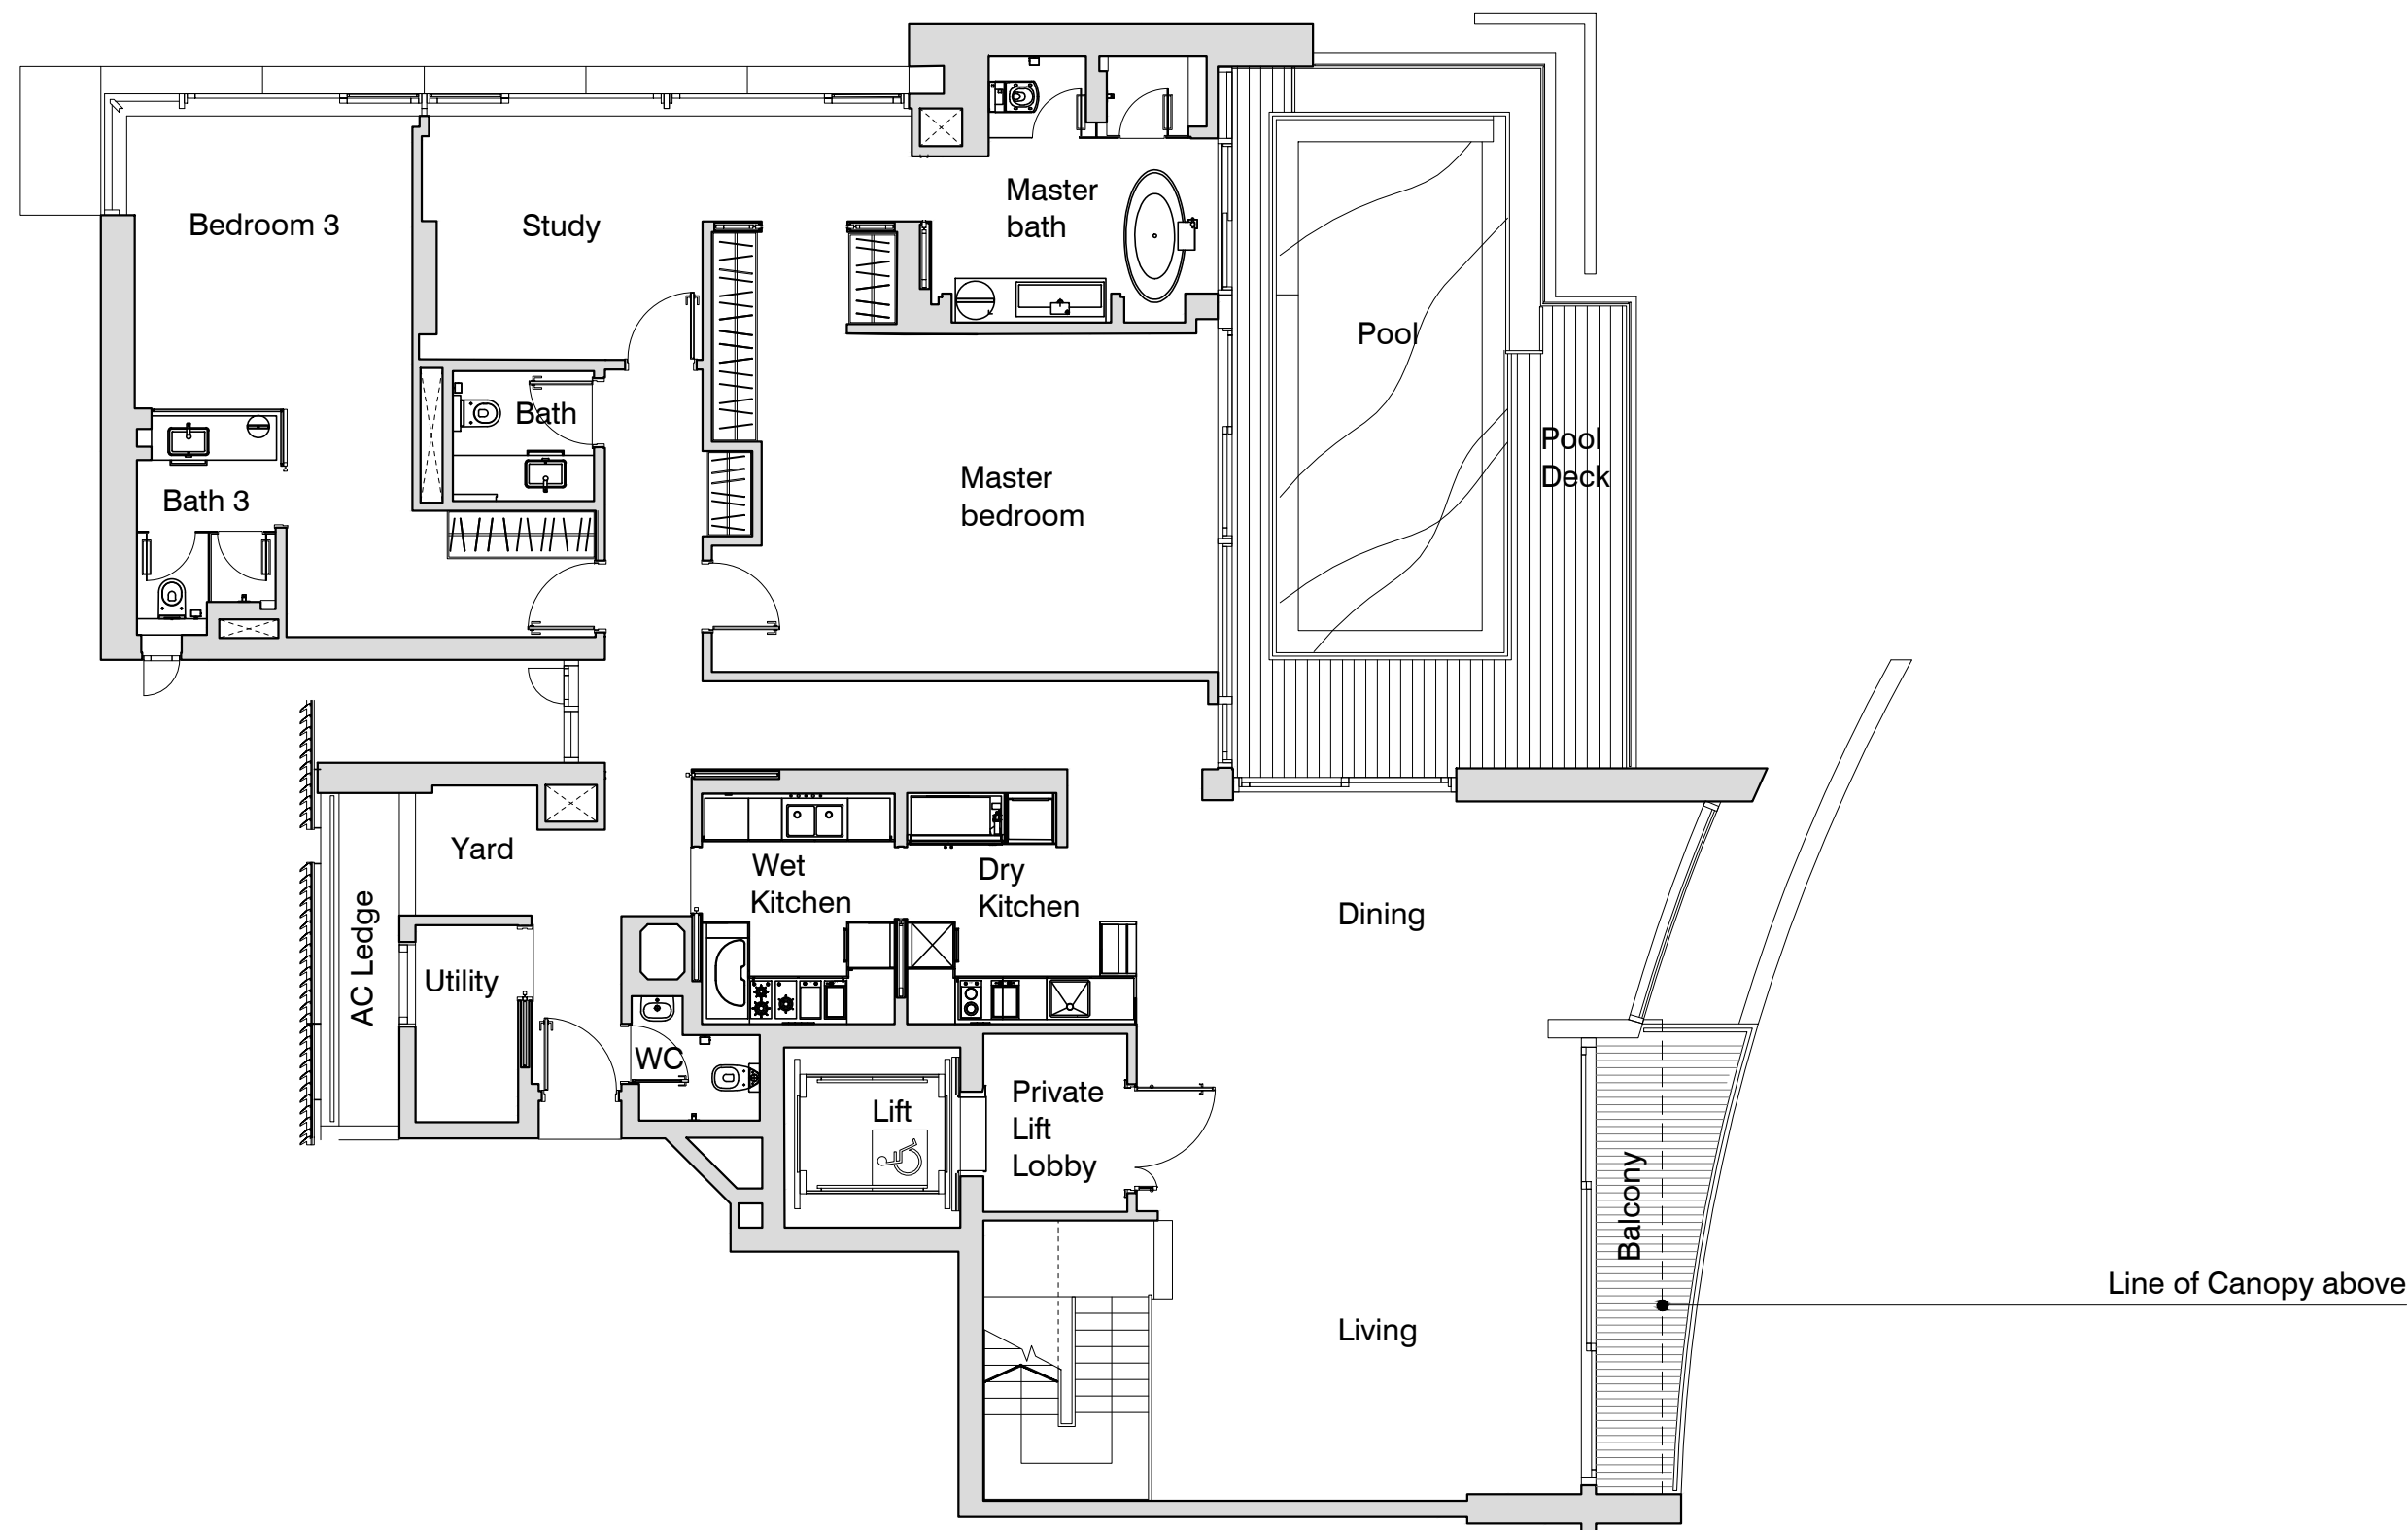 Master
bath
Bedroom 3
Study
Pool
Bath
Pool
Deck
Master
bedroom
Bath 3
Yard
Wet
Kitchen
Dry
Kitchen
Dining
AC Ledge
Utility
WC
Lift
Private
Lift
Lobby
Balcony
Line of Canopy above
Living